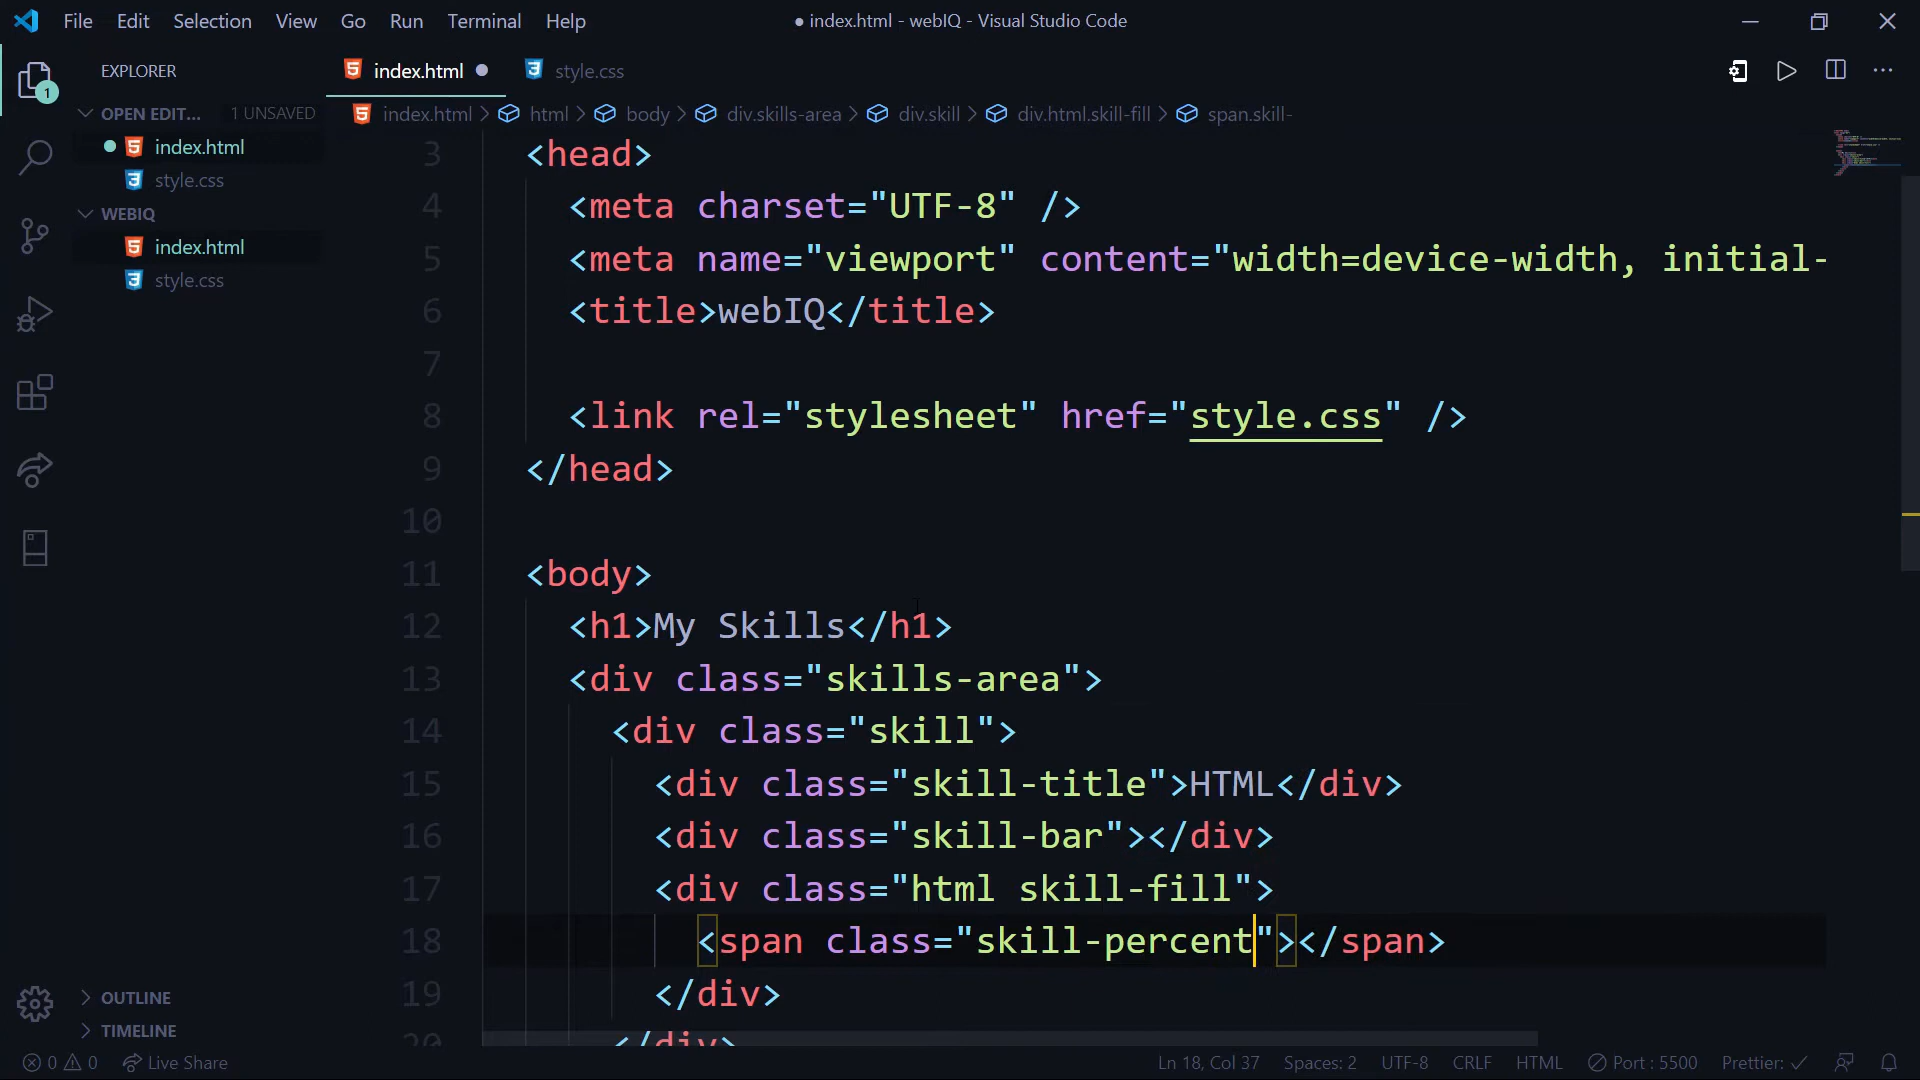 File Edit Selection View Go Run Terminal Help
● index.html - webIQ - Visual Studio Code
EXPLORER
index.html
style.css
OPEN EDIT... 1 UNSAVED
index.html
style.css
WEBIQ
index.html
style.css
OUTLINE
TIMELINE
1
index.html > html > body > div.skills-area > div.skill > div.html.skill-fill > span.skill-
3 <head>
4 <meta charset="UTF-8" />
5 <meta name="viewport" content="width=device-width, initial-
6 <title>webIQ</title>
7
8 <link rel="stylesheet" href="style.css" />
9 </head>
10
11 <body>
12 <h1>My Skills</h1>
13 <div class="skills-area">
14 <div class="skill">
15 <div class="skill-title">HTML</div>
16 <div class="skill-bar"></div>
17 <div class="html skill-fill">
18 <span class="skill-percent"></span>
19 </div>
20 </div>
0 0 Live Share
Ln 18, Col 37 Spaces: 2 UTF-8 CRLF HTML Port : 5500 Prettier: ✓